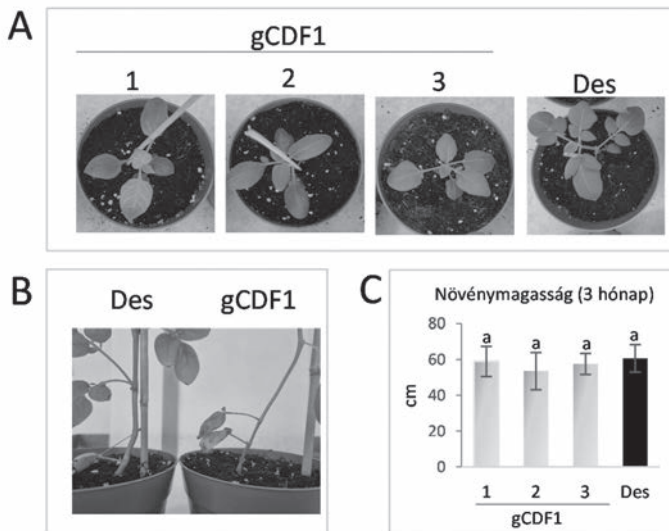 A
gCDF1
1 2 3 Des
B
Des gCDF1
C
Növénymagasság (3 hónap)
80
60
40
20
0
cm
a a a a
1 2 3 Des
gCDF1